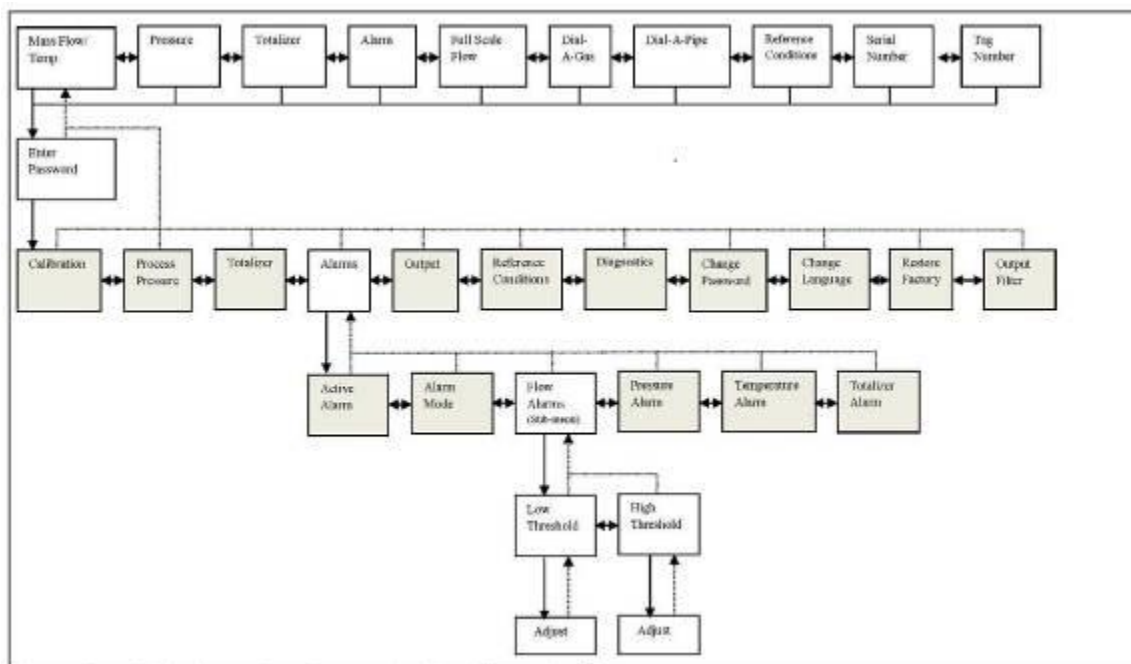 Mass Flow/
Temp
Pressure
Totalizer
Alarm
Full Scale
Flow
Dial-
A-Gas
Dial-A-Pipe
Reference
Conditions
Serial
Number
Tag
Number
Enter
Password
Calibration
Process
Pressure
Totalizer
Alarms
Output
Reference
Conditions
Diagnostics
Change
Password
Change
Language
Restore
Factory
Output
Filter
Active
Alarm
Alarm
Mode
Flow
Alarms
(Sub-menu)
Pressure
Alarm
Temperature
Alarm
Totalizer
Alarm
Low
Threshold
High
Threshold
Adjust
Adjust